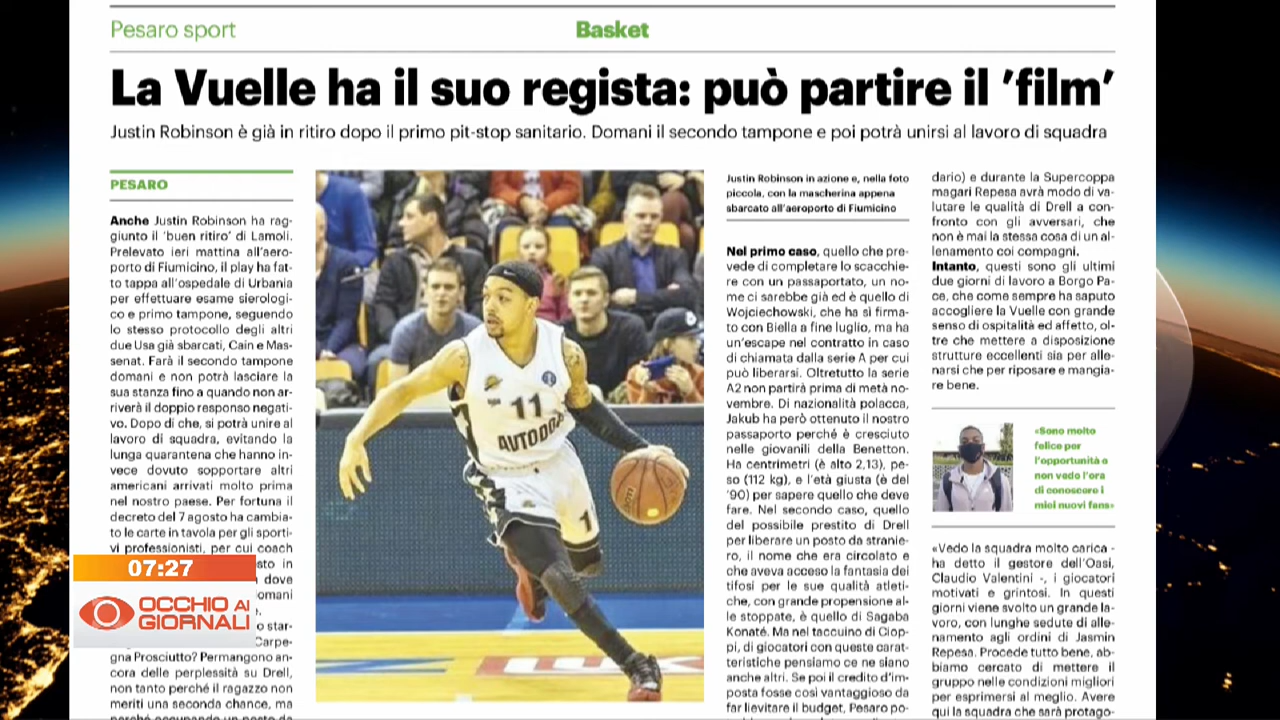 Pesaro sport
Basket
La Vuelle ha il suo regista: può partire il 'film'
Justin Robinson è già in ritiro dopo il primo pit-stop sanitario. Domani il secondo tampone e poi potrà unirsi al lavoro di squadra
PESARO
Anche Justin Robinson ha rag-
giunto il 'buen ritiro' di Lamoli.
Prelevato ieri mattina all'aero-
porto di Fiumicino, il play ha fat-
to tappa all'ospedale di Urbania
per effettuare esame sierologi-
co e primo tampone, seguendo
lo stesso protocollo degli altri
due Usa già sbarcati, Cain e Mas-
senat. Farà il secondo tampone
domani e non potrà lasciare la
sua stanza fino a quando non ar-
riverà il doppio responso negati-
vo. Dopo di che, si potrà unire al
lavoro di squadra, evitando la
lunga quarantena che hanno in-
vece dovuto sopportare altri
americani arrivati molto prima
nel nostro paese. Per fortuna il
decreto del 7 agosto ha cambia-
to le carte in tavola per gli sporti-
vi professionisti, per cui coach
sto in
dove
omani
e.
o star-
Carpe-
gna Prosciutto? Permangono an-
cora delle perplessità su Drell,
non tanto perché il ragazzo non
meriti una seconda chance, ma
perché occupando un posto da
07:27
OCCHIO AI
GIORNALI
11
AUTODOR
1
Justin Robinson in azione e, nella foto
piccola, con la mascherina appena
sbarcato all'aeroporto di Fiumicino
Nel primo caso, quello che pre-
vede di completare lo scacchie-
re con un passaportato, un no-
me ci sarebbe già ed è quello di
Wojciechowski, che ha sì firma-
to con Biella a fine luglio, ma ha
un'escape nel contratto in caso
di chiamata dalla serie A per cui
può liberarsi. Oltretutto la serie
A2 non partirà prima di metà no-
vembre. Di nazionalità polacca,
Jakub ha però ottenuto il nostro
passaporto perché è cresciuto
nelle giovanili della Benetton.
Ha centrimetri (è alto 2,13), pe-
so (112 kg), e l'età giusta (è del
'90) per sapere quello che deve
fare. Nel secondo caso, quello
del possibile prestito di Drell
per liberare un posto da stranie-
ro, il nome che era circolato e
che aveva acceso la fantasia dei
tifosi per le sue qualità atleti-
che, con grande propensione al-
le stoppate, è quello di Sagaba
Konaté. Ma nel taccuino di Ciop-
pi, di giocatori con queste carat-
teristiche pensiamo ce ne siano
anche altri. Se poi il credito d'im-
posta fosse così vantaggioso da
far lievitare il budget, Pesaro po-
dario) e durante la Supercoppa
magari Repesa avrà modo di va-
lutare le qualità di Drell a con-
fronto con gli avversari, che
non è mai la stessa cosa di un al-
lenamento coi compagni.
Intanto, questi sono gli ultimi
due giorni di lavoro a Borgo Pa-
ce, che come sempre ha saputo
accogliere la Vuelle con grande
senso di ospitalità ed affetto, ol-
tre che mettere a disposizione
strutture eccellenti sia per alle-
narsi che per riposare e mangia-
re bene.
«Sono molto
felice per
l'opportunità e
non vedo l'ora
di conoscere i
miei nuovi fans»
«Vedo la squadra molto carica -
ha detto il gestore dell'Oasi,
Claudio Valentini -, i giocatori
motivati e grintosi. In questi
giorni viene svolto un grande la-
voro, con lunghe sedute di alle-
namento agli ordini di Jasmin
Repesa. Procede tutto bene, ab-
biamo cercato di mettere il
gruppo nelle condizioni migliori
per esprimersi al meglio. Avere
qui la squadra che sarà protago-